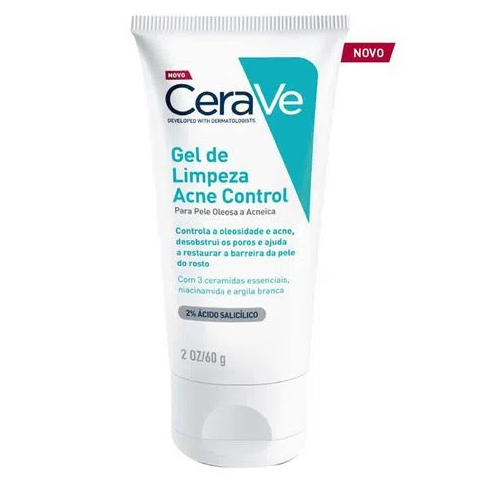 NOVO
NOVO
CeraVe
DEVELOPED WITH DERMATOLOGISTS
Gel de
Limpeza
Acne Control
Para Pele Oleosa a Acneica
Controla a oleosidade e acne,
desobstrui os poros e ajuda
a restaurar a barreira da pele
do rosto
Com 3 ceramidas essenciais,
niacinamida e argila branca
2% ÁCIDO SALICÍLICO
2 OZ/60 g